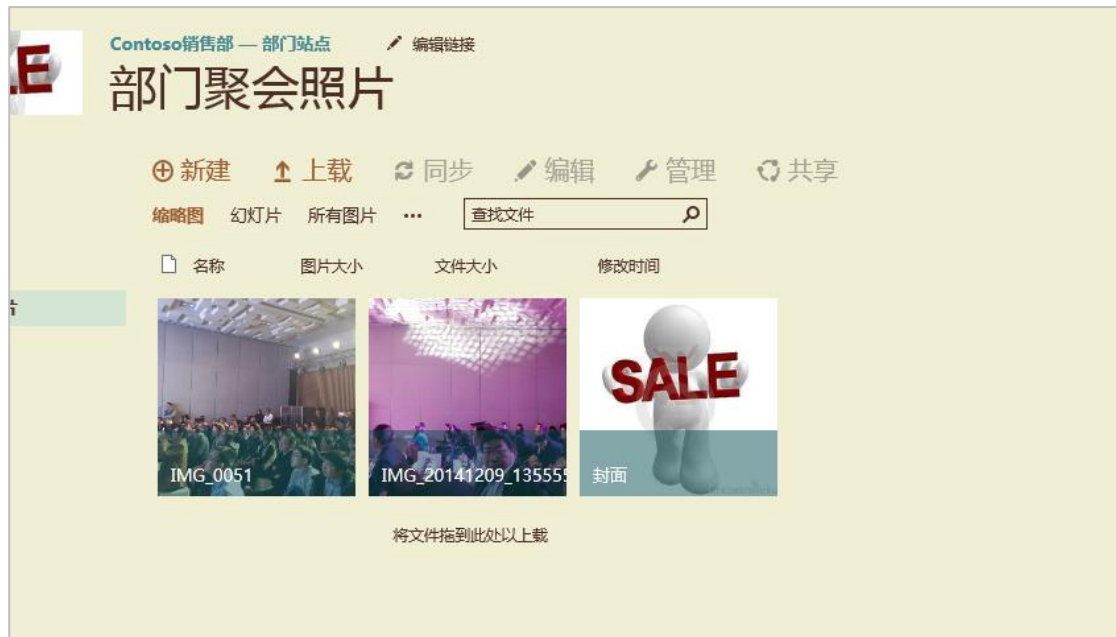 LE
Contoso销售部 — 部门站点 编辑链接
部门聚会照片
新建 上载 同步 编辑 管理 共享
缩略图 幻灯片 所有图片 ••• 查找文件
名称 图片大小 文件大小 修改时间
片
SALE
IMG_0051 IMG_20141209_13555 封面
将文件拖到此处以上载